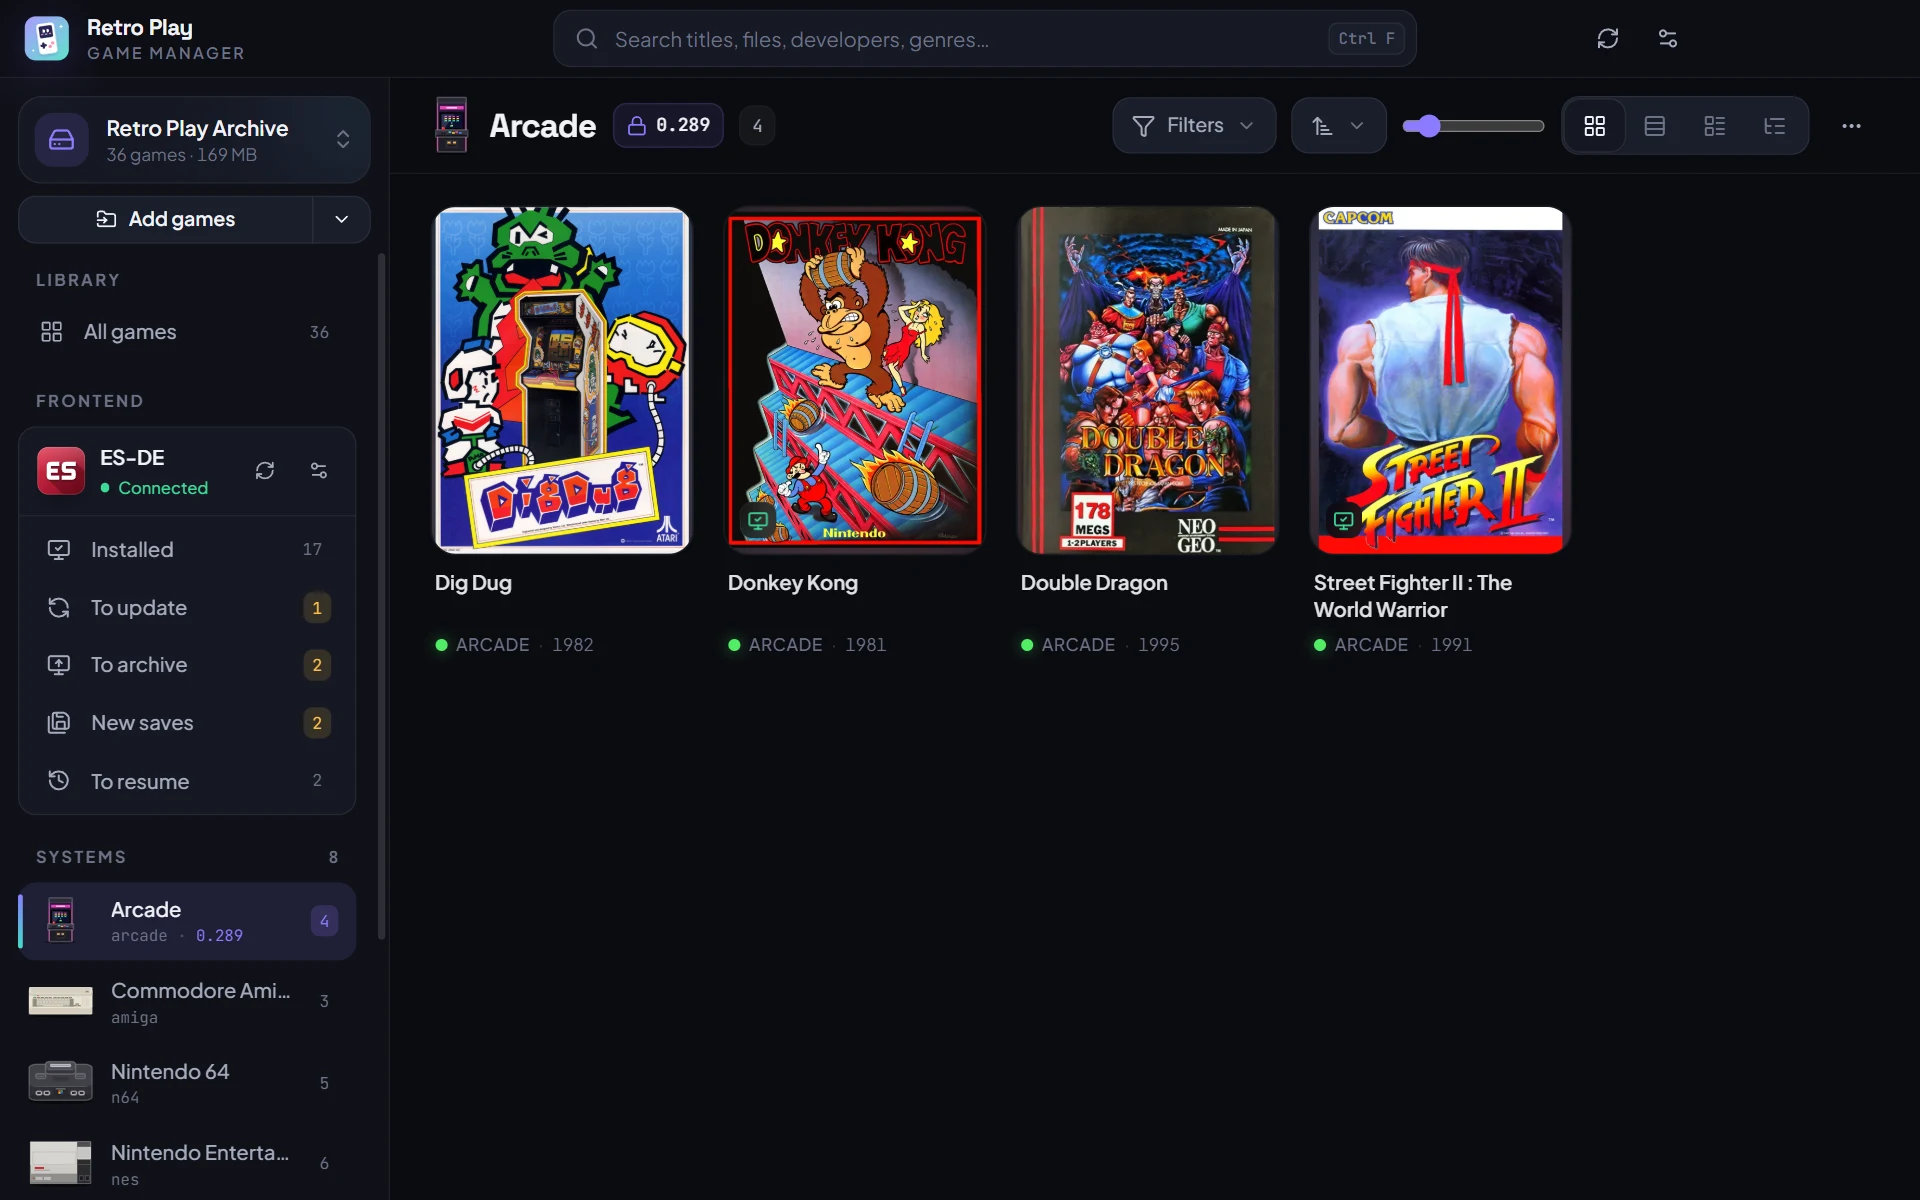 Retro Play
GAME MANAGER
Search titles, files, developers, genres...
Ctrl F
Retro Play Archive
36 games · 169 MB
Add games
LIBRARY
All games 36
FRONTEND
ES
ES-DE
Connected
Installed 17
To update 1
To archive 2
New saves 2
To resume 2
SYSTEMS 8
Arcade 4
arcade · 0.289
Commodore Ami... 3
amiga
Nintendo 64 5
n64
Nintendo Enterta... 6
nes
Arcade 0.289 4
Filters
Dig Dug
ATARI
Dig Dug
ARCADE · 1982
DONKEY KONG
Nintendo
Donkey Kong
ARCADE · 1981
MADE IN JAPAN
DOUBLE
DRAGON
178
MEGS
1-2 PLAYERS
NEO
GEO
Double Dragon
ARCADE · 1995
CAPCOM
STREET
FIGHTER II
Street Fighter II : The
World Warrior
ARCADE · 1991